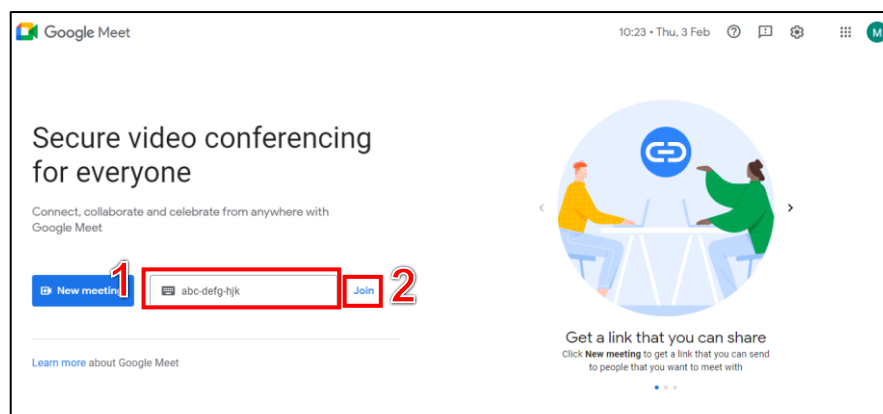 Google Meet
10:23 • Thu, 3 Feb
M
Secure video conferencing
for everyone
Connect, collaborate and celebrate from anywhere with
Google Meet
1
New meeting
abc-defg-hjk
Join
2
Learn more about Google Meet
Get a link that you can share
Click New meeting to get a link that you can send
to people that you want to meet with